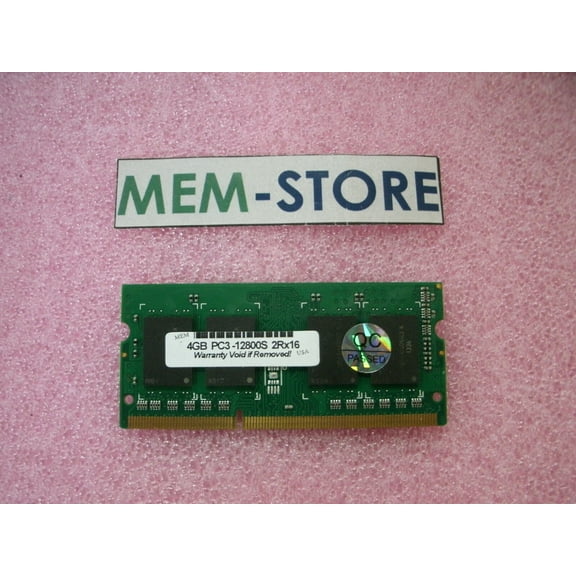 MEM-STORE
MEM 4GB PC3 -12800S 2Rx16
Warranty Void if Removed! USA
QC
PASSED